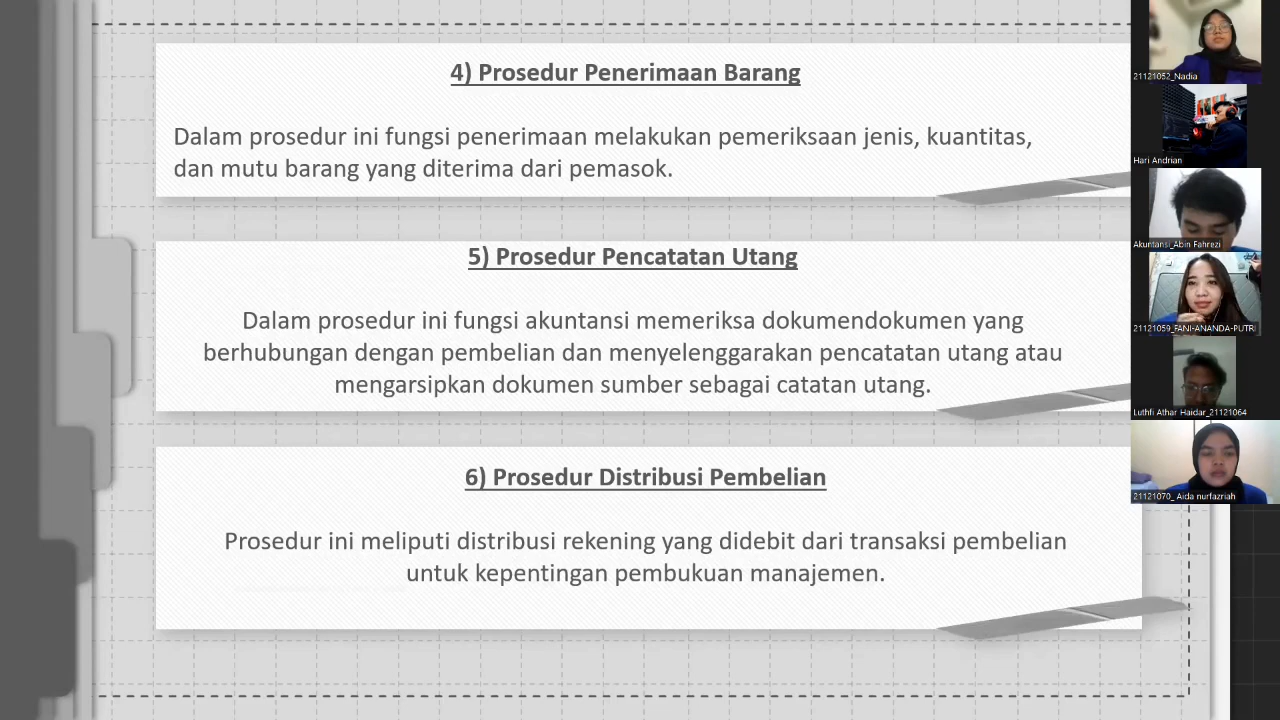 4) Prosedur Penerimaan Barang
Dalam prosedur ini fungsi penerimaan melakukan pemeriksaan jenis, kuantitas,
dan mutu barang yang diterima dari pemasok.
5) Prosedur Pencatatan Utang
Dalam prosedur ini fungsi akuntansi memeriksa dokumendokumen yang
berhubungan dengan pembelian dan menyelenggarakan pencatatan utang atau
mengarsipkan dokumen sumber sebagai catatan utang.
6) Prosedur Distribusi Pembelian
Prosedur ini meliputi distribusi rekening yang didebit dari transaksi pembelian
untuk kepentingan pembukuan manajemen.
21121052_Nadia
Hari Andrian
Akuntansi_Abin Fahrezi
21121059_FANI-ANANDA-PUTRI
Luthfi Athar Haidar_21121064
21121070_ Aida nurfazriah